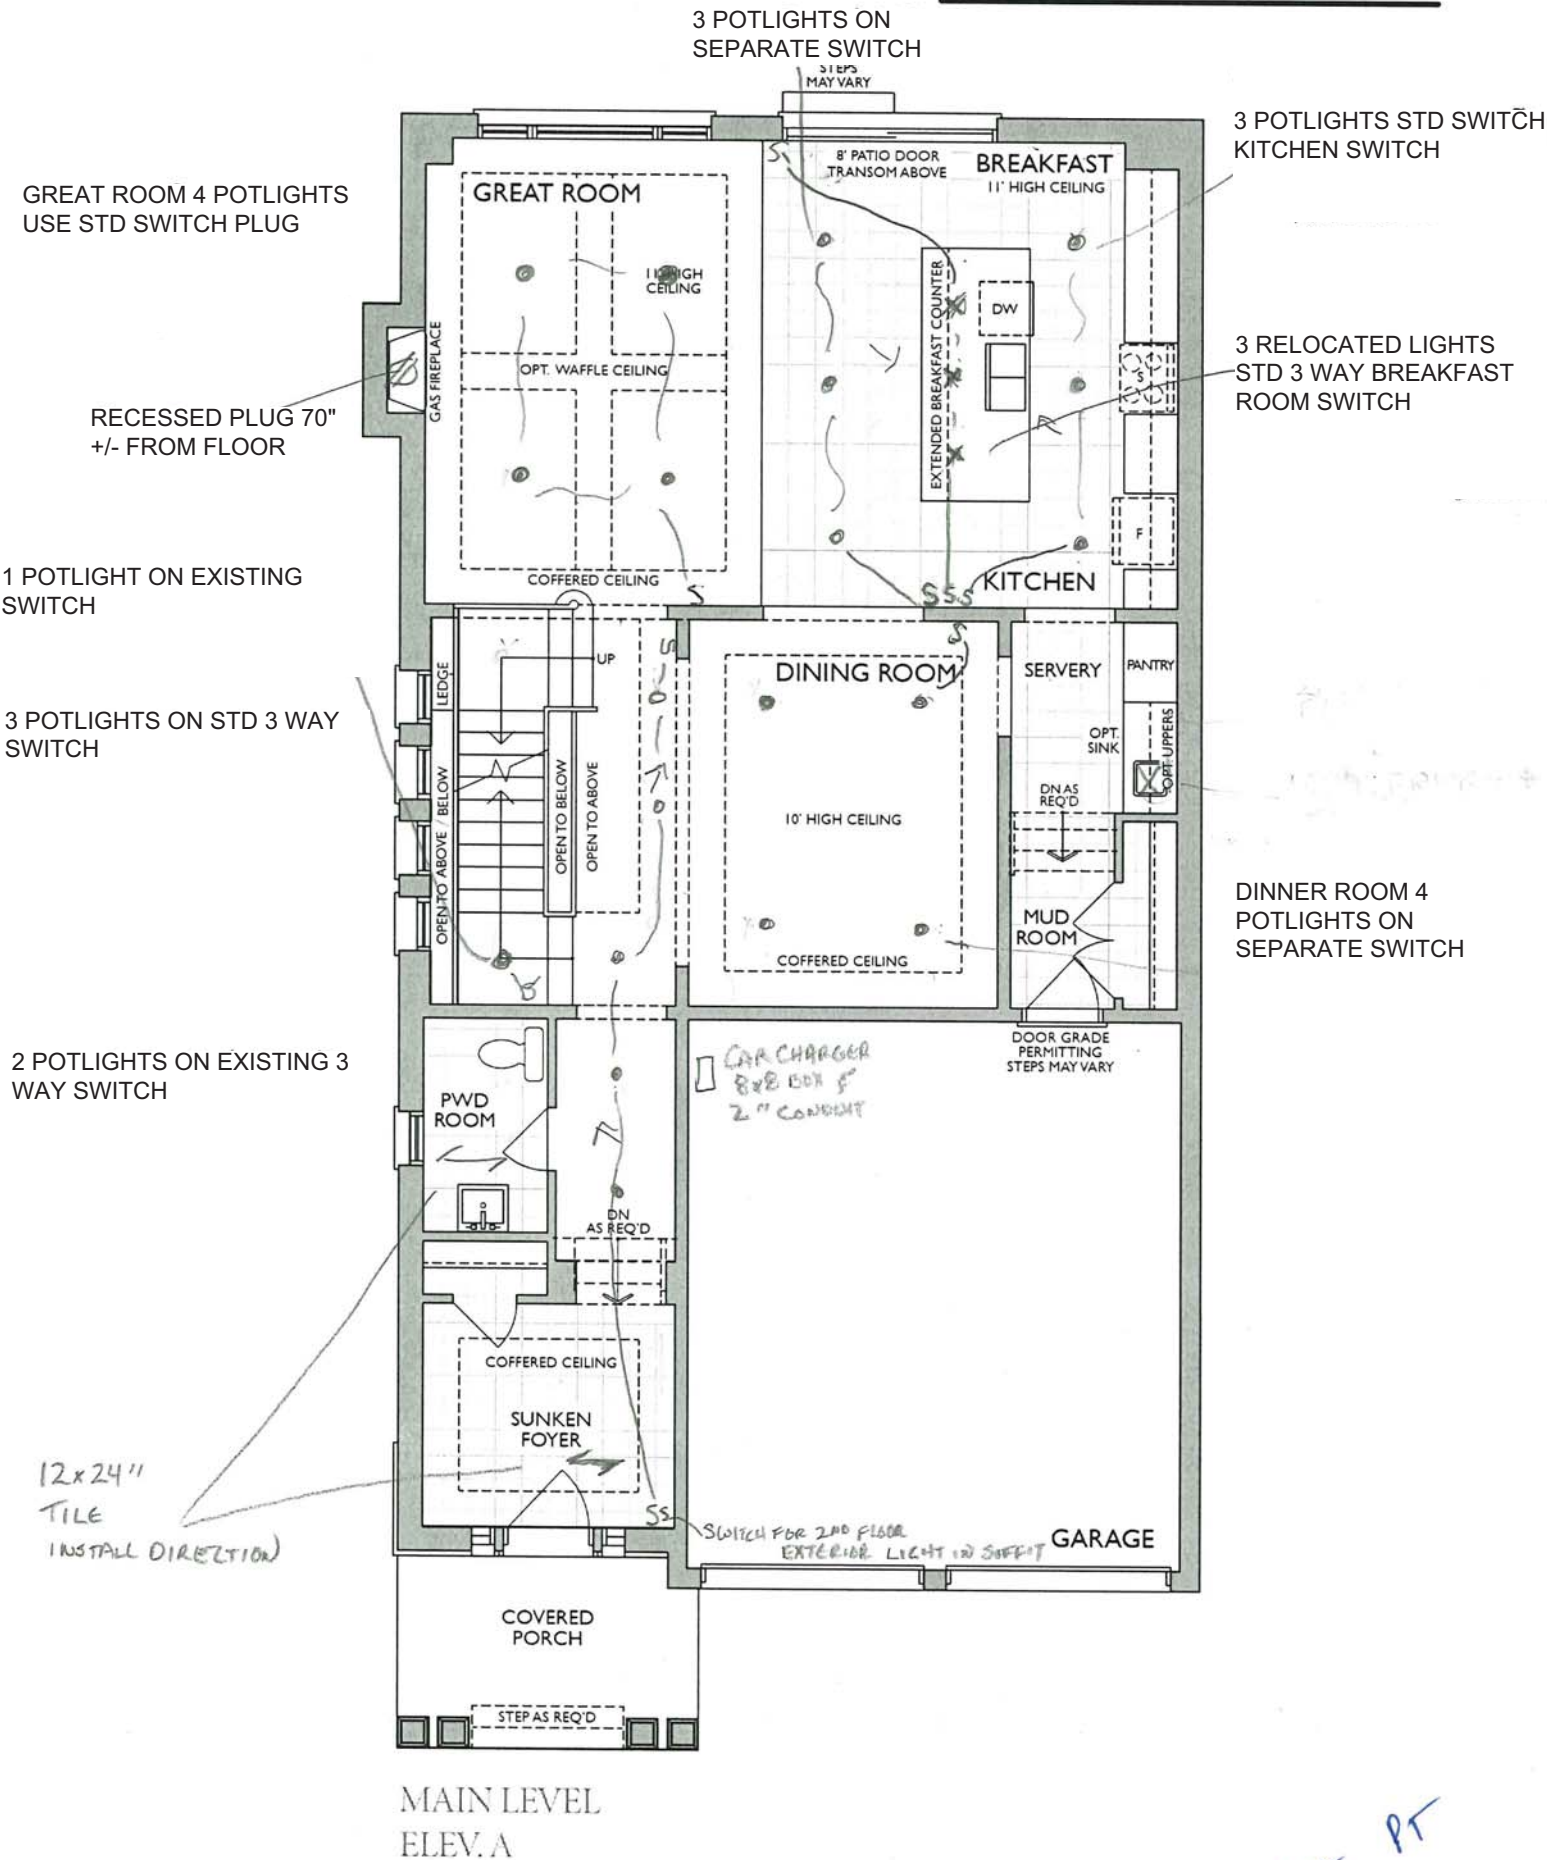 3 POTLIGHTS ON
SEPARATE SWITCH
STEPS
MAY VARY
3 POTLIGHTS STD SWITCH
KITCHEN SWITCH
8' PATIO DOOR
TRANSOM ABOVE
BREAKFAST
11' HIGH CEILING
S
GREAT ROOM 4 POTLIGHTS
USE STD SWITCH PLUG
GREAT ROOM
11' HIGH
CEILING
EXTENDED BREAKFAST COUNTER
DW
GAS FIREPLACE
OPT. WAFFLE CEILING
S
3 RELOCATED LIGHTS
STD 3 WAY BREAKFAST
ROOM SWITCH
RECESSED PLUG 70"
+/- FROM FLOOR
F
COFFERED CEILING
S
SSS
KITCHEN
1 POTLIGHT ON EXISTING
SWITCH
S
S
UP
LEDGE
DINING ROOM
SERVERY
PANTRY
3 POTLIGHTS ON STD 3 WAY
SWITCH
OPT.
SINK
OPT. UPPERS
OPEN TO ABOVE / BELOW
OPEN TO BELOW
OPEN TO ABOVE
10' HIGH CEILING
DN AS
REQ'D
MUD
ROOM
DINNER ROOM 4
POTLIGHTS ON
SEPARATE SWITCH
COFFERED CEILING
2 POTLIGHTS ON EXISTING 3
WAY SWITCH
PWD
ROOM
CAR CHARGER
8x8 BOX &
2" CONDUIT
DOOR GRADE
PERMITTING
STEPS MAY VARY
DN
AS REQ'D
COFFERED CEILING
SUNKEN
FOYER
12x24"
TILE
INSTALL DIRECTION
Ss
SWITCH FOR 2ND FLOOR
EXTERIOR LIGHT IN SOFFIT
GARAGE
COVERED
PORCH
STEP AS REQ'D
MAIN LEVEL
ELEV. A
PT